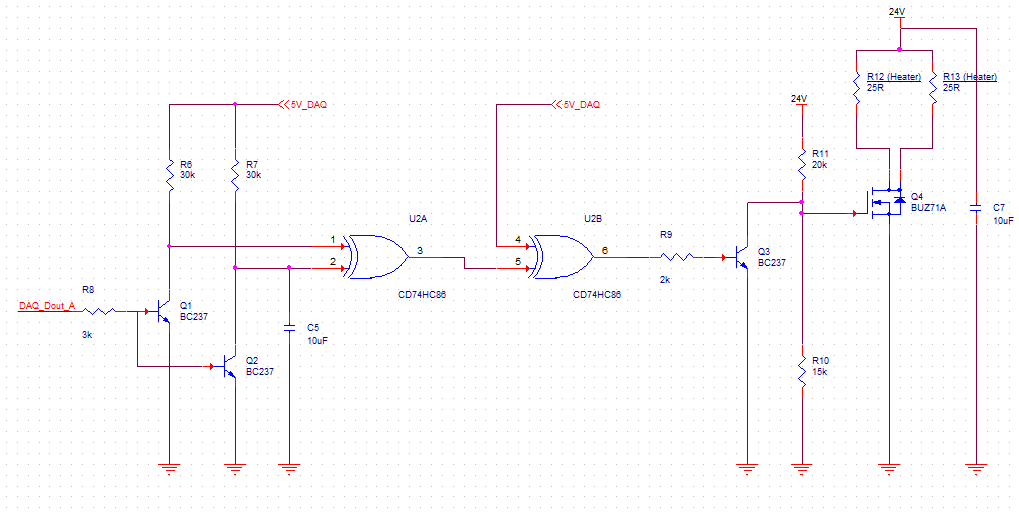 24V
R12 (Heater)
25R
R13 (Heater)
25R
5V_DAQ
5V_DAQ
24V
R6
30k
R7
30k
R11
20k
Q4
BUZ71A
C7
10uF
U2A
U2B
1
2
3
4
5
6
R9
2k
Q3
BC237
CD74HC86
CD74HC86
R8
DAQ_Dout_A
3k
Q1
BC237
C5
10uF
Q2
BC237
R10
15k